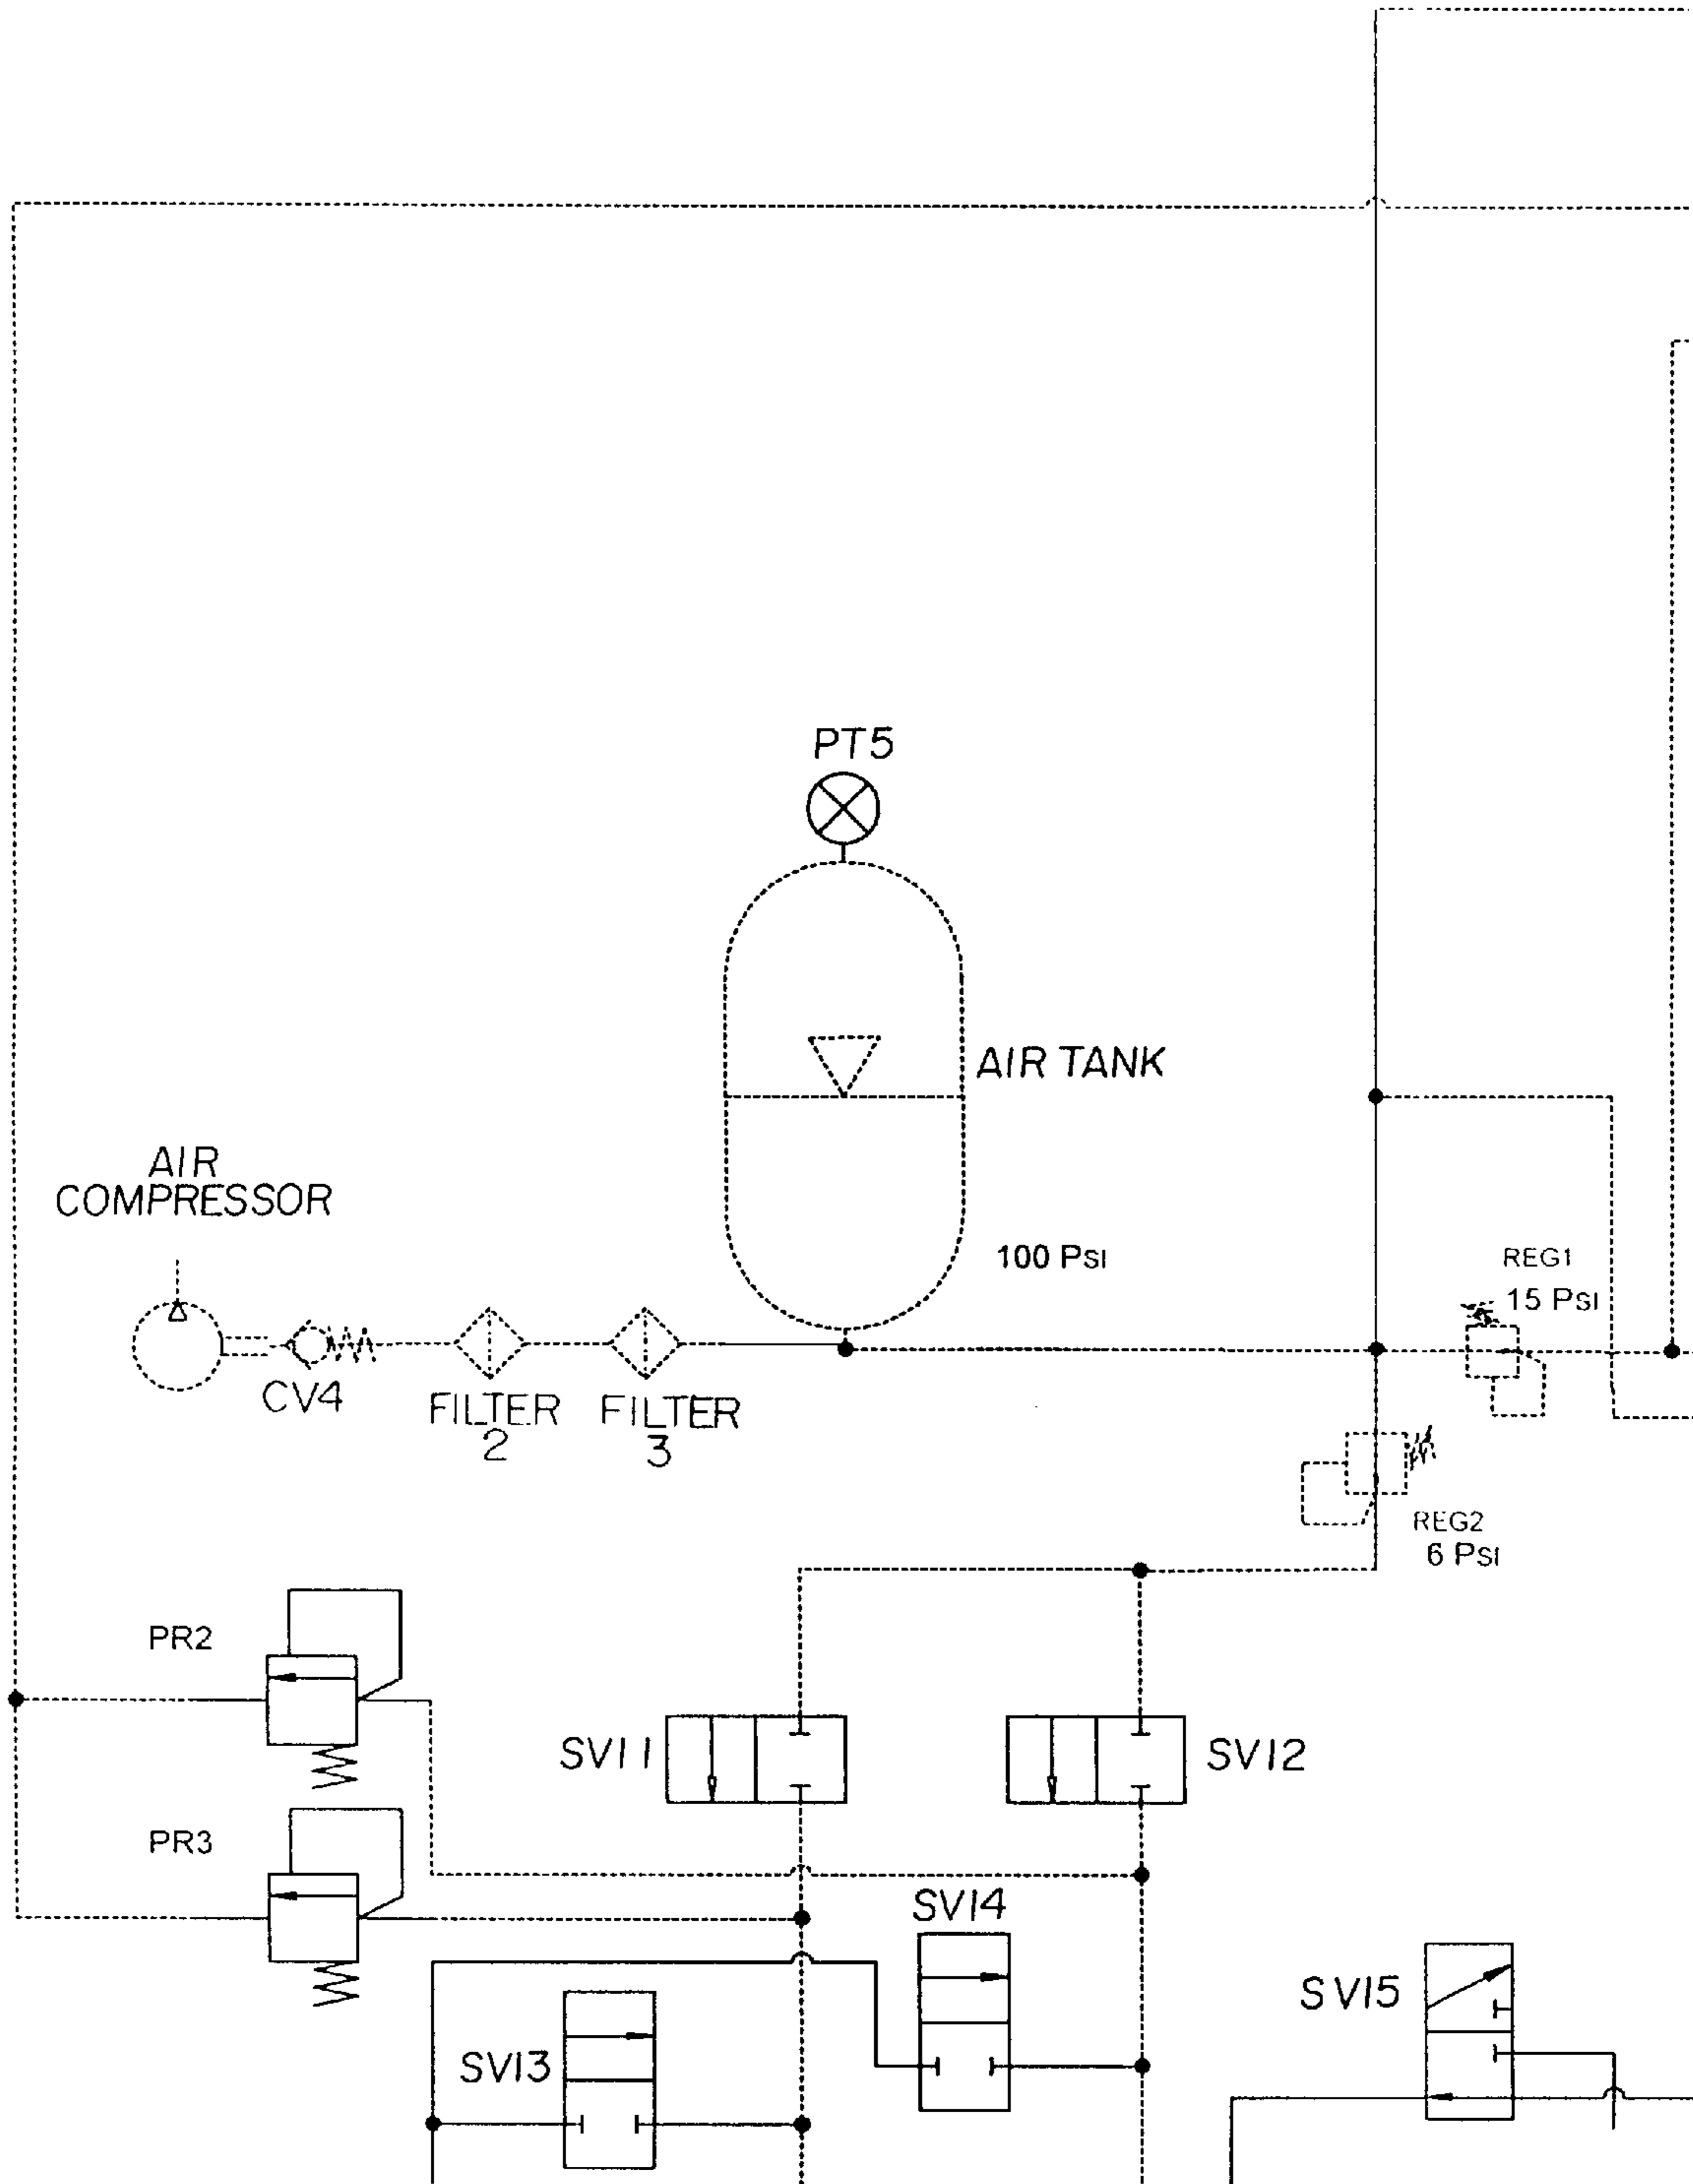 PT5
AIR TANK
AIR
COMPRESSOR
100 PSI
REG1
15 PSI
CV4
FILTER
2
FILTER
3
REG2
6 PSI
PR2
SV11
SV12
PR3
SV14
SV15
SV13